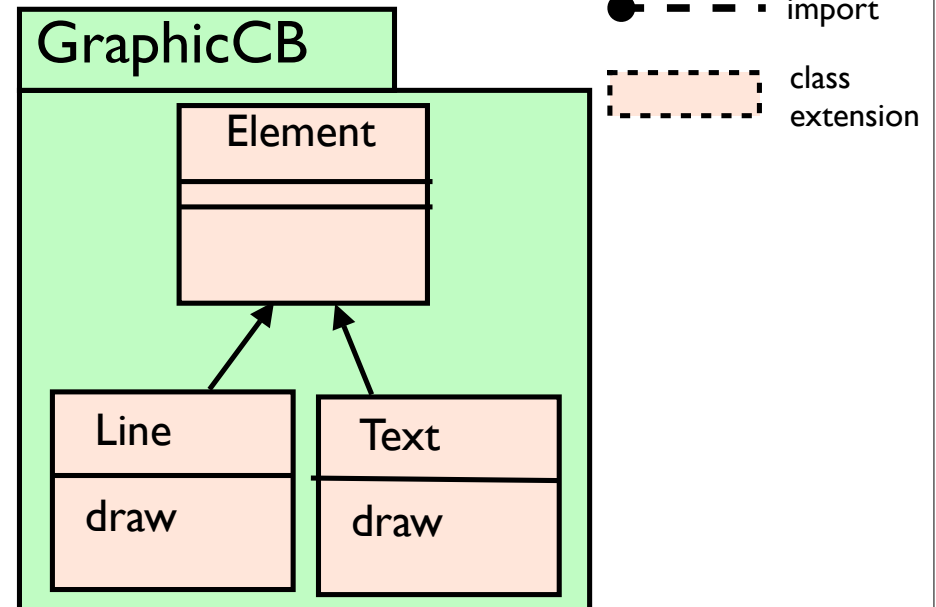 GraphicCB
import
class
extension
Element
Line
Text
draw
draw